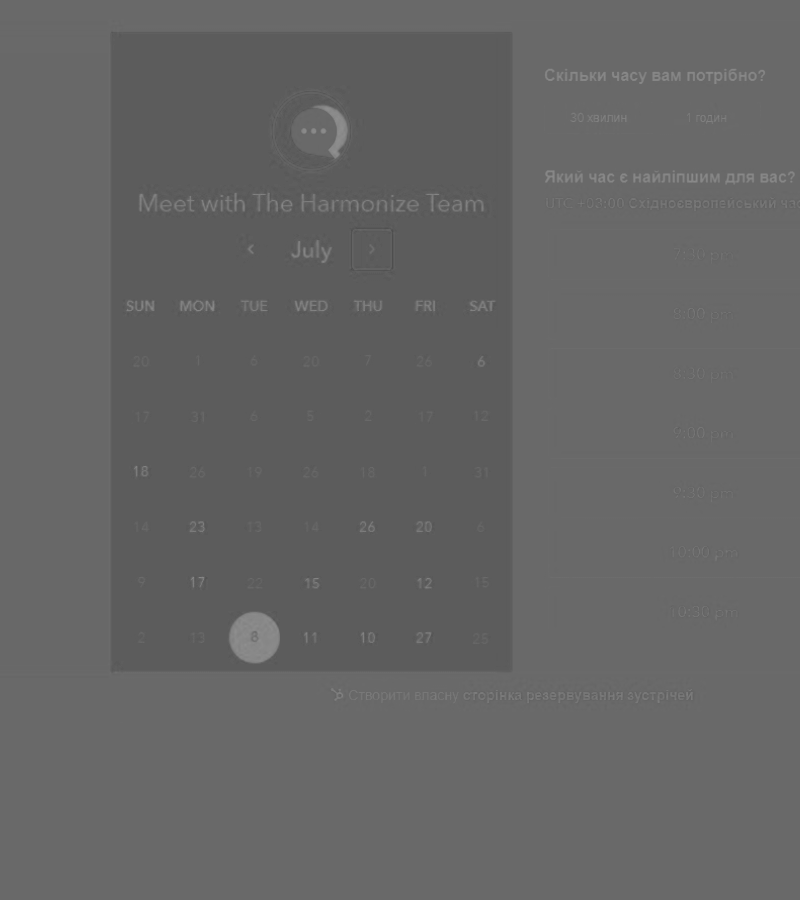 Meet with The Harmonize Team
July
SUN MON TUE WED THU FRI SAT
20 1 6 20 7 26 6
17 31 6 5 2 17 12
18 26 19 26 18 1 31
14 23 13 14 26 20 6
9 17 22 15 20 12 15
2 13 8 11 10 27 25
Скільки часу вам потрібно?
30 хвилин 1 годин
Який час є найліпшим для вас?
UTC +03:00 Східноєвропейський час
7:30 pm
8:00 pm
8:30 pm
9:00 pm
9:30 pm
10:00 pm
10:30 pm
Створити власну сторінка резервування зустрічей